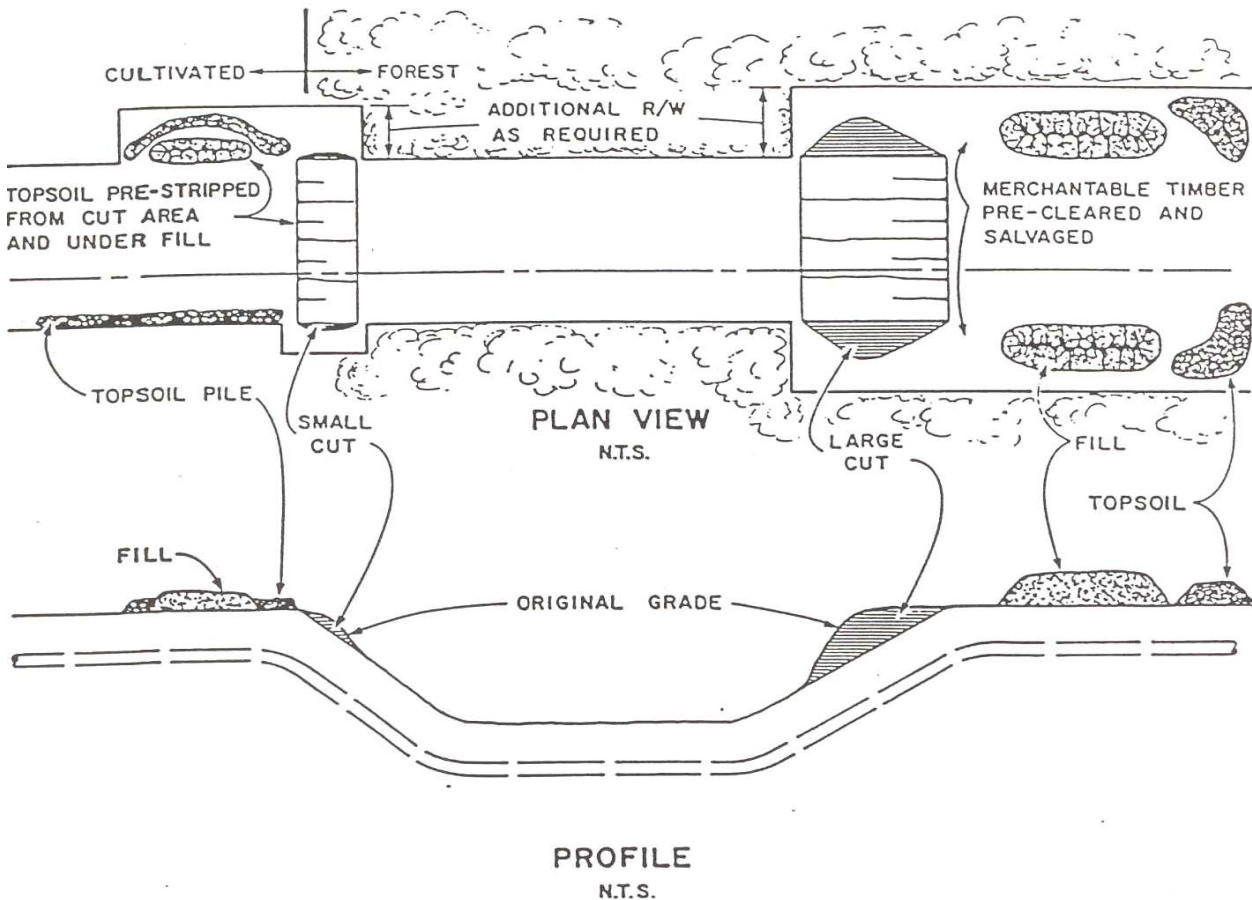 CULTIVATED
FOREST
ADDITIONAL R/W
AS REQUIRED
TOPSOIL PRE-STRIPPED
FROM CUT AREA
AND UNDER FILL
MERCHANTABLE TIMBER
PRE-CLEARED AND
SALVAGED
TOPSOIL PILE
SMALL
CUT
PLAN VIEW
N.T.S.
LARGE
CUT
FILL
TOPSOIL
FILL
ORIGINAL GRADE
PROFILE
N.T.S.